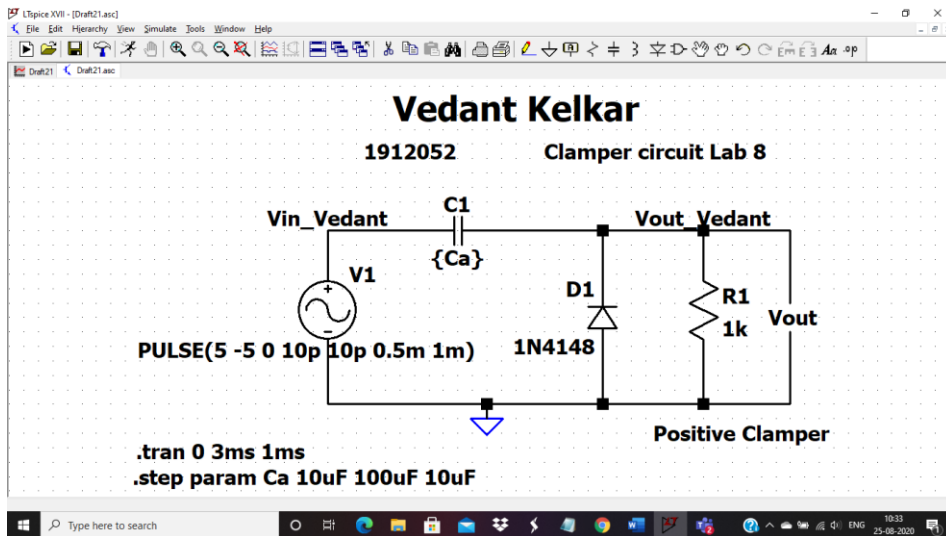 LTspice XVII - [Draft21.asc]
File Edit Hierarchy View Simulate Tools Window Help
Draft21 Draft21.asc
Vedant Kelkar
1912052 Clamper circuit Lab 8
C1
Vin_Vedant Vout_Vedant
{Ca}
V1
D1
R1
Vout
1k
PULSE(5 -5 0 10p 10p 0.5m 1m) 1N4148
Positive Clamper
.tran 0 3ms 1ms
.step param Ca 10uF 100uF 10uF
Type here to search
ENG
10:33
25-08-2020